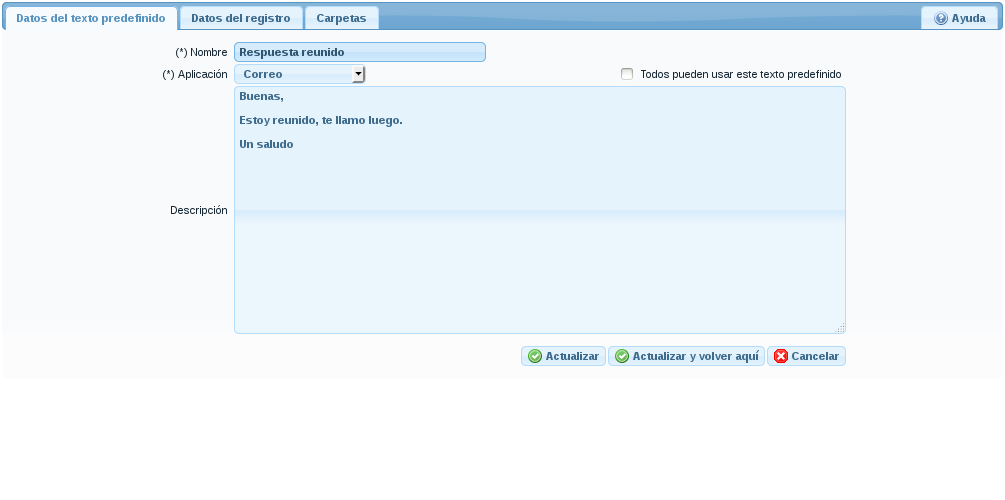 Datos del texto predefinido Datos del registro Carpetas Ayuda
(*) Nombre Respuesta reunido
(*) Aplicación Correo Todos pueden usar este texto predefinido
Buenas,
Estoy reunido, te llamo luego.
Un saludo
Descripción
Actualizar Actualizar y volver aquí Cancelar